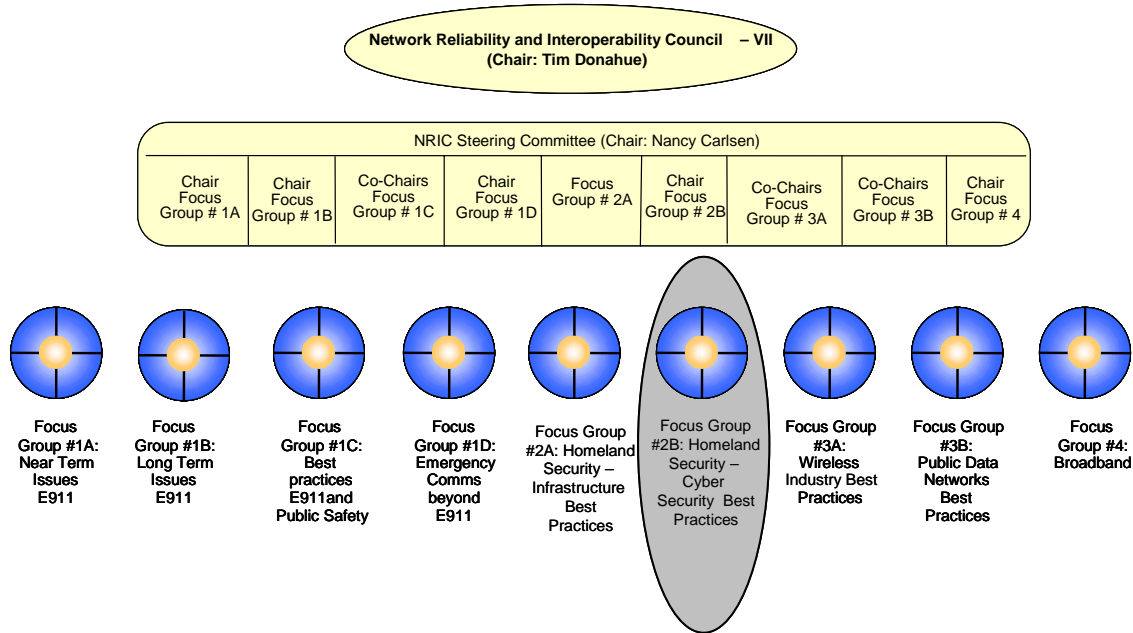 Network Reliability and Interoperability Council – VII
(Chair: Tim Donahue)
NRIC Steering Committee (Chair: Nancy Carlsen)
Chair
Focus
Group # 1A
Chair
Focus
Group # 1B
Co-Chairs
Focus
Group # 1C
Chair
Focus
Group # 1D
Focus
Group # 2A
Chair
Focus
Group # 2B
Co-Chairs
Focus
Group # 3A
Co-Chairs
Focus
Group # 3B
Chair
Focus
Group # 4
Focus
Group #1A:
Near Term
Issues
E911
Focus
Group #1B:
Long Term
Issues
E911
Focus
Group #1C:
Best
practices
E911and
Public Safety
Focus
Group #1D:
Emergency
Comms
beyond
E911
Focus Group
#2A: Homeland
Security –
Infrastructure
Best
Practices
Focus Group
#2B: Homeland
Security –
Cyber
Security Best
Practices
Focus Group
#3A:
Wireless
Industry Best
Practices
Focus Group
#3B:
Public Data
Networks
Best
Practices
Focus
Group #4:
Broadband